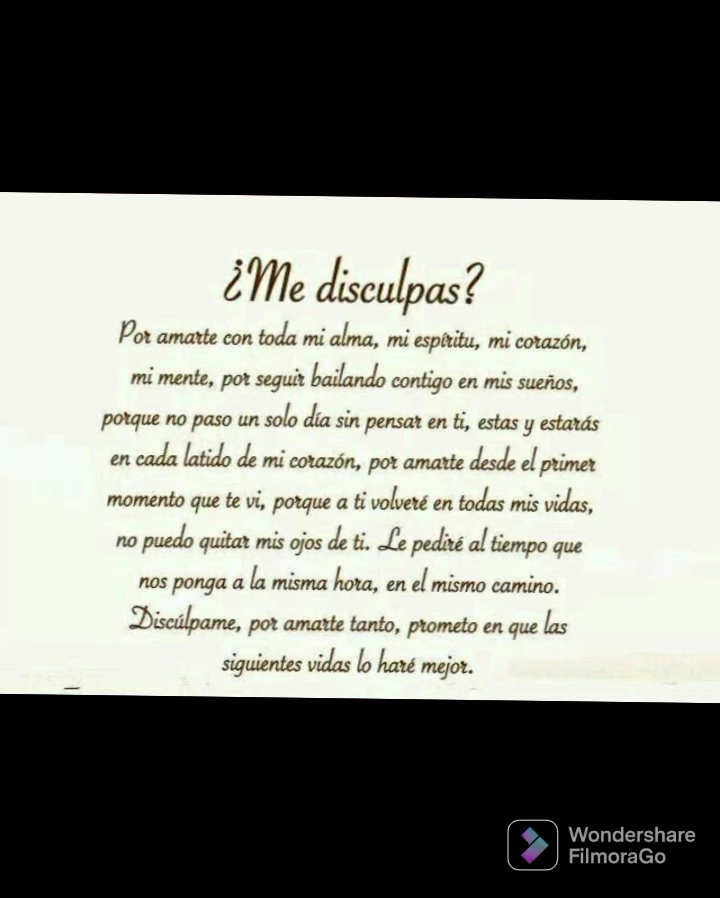 ¿Me disculpas?
Por amarte con toda mi alma, mi espíritu, mi corazón,
mi mente, por seguir bailando contigo en mis sueños,
porque no paso un solo día sin pensar en ti, estas y estarás
en cada latido de mi corazón, por amarte desde el primer
momento que te vi, porque a ti volveré en todas mis vidas,
no puedo quitar mis ojos de ti. Le pediré al tiempo que
nos ponga a la misma hora, en el mismo camino.
Discúlpame, por amarte tanto, prometo en que las
siguientes vidas lo haré mejor.
Wondershare
FilmoraGo